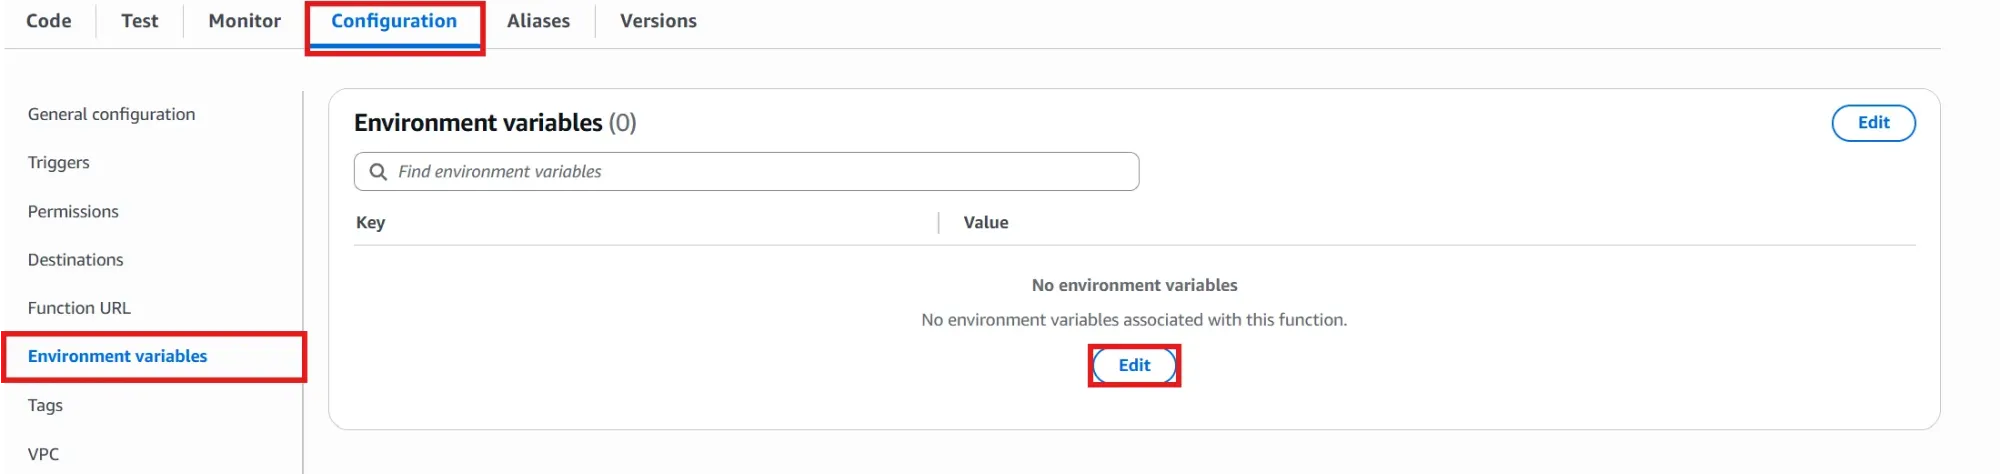 Code Test Monitor Configuration Aliases Versions
General configuration
Triggers
Permissions
Destinations
Function URL
Environment variables
Tags
VPC
Environment variables (0)
Edit
Find environment variables
Key Value
No environment variables
No environment variables associated with this function.
Edit